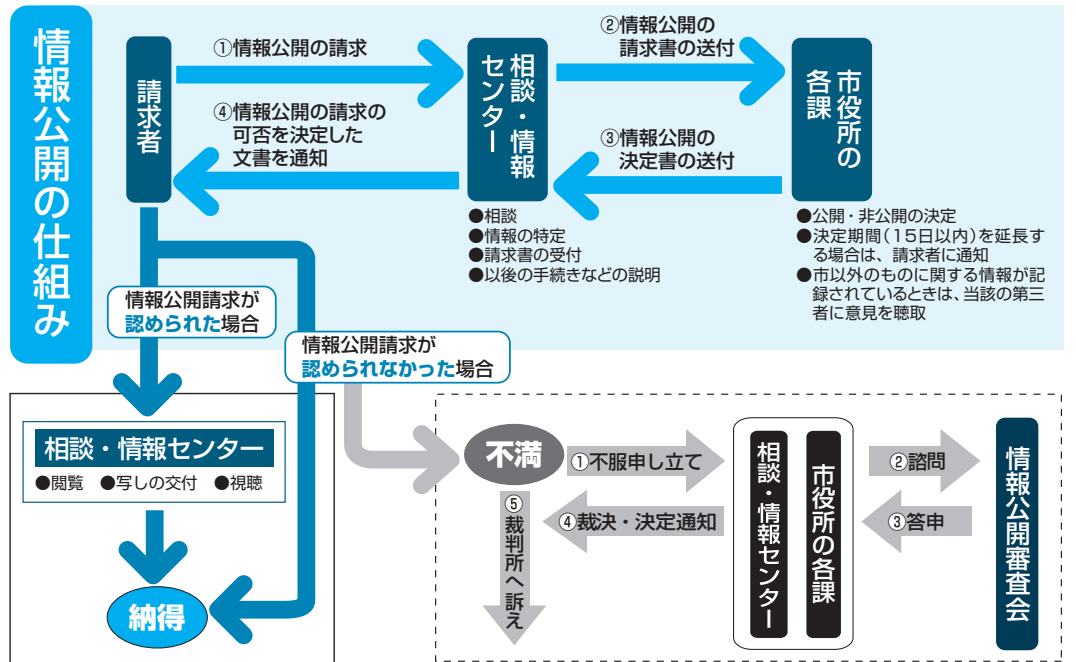 情報公開の仕組み
請求者
①情報公開の請求
④情報公開の請求の
可否を決定した
文書を通知
相談・情報
センター
●相談
●情報の特定
●請求書の受付
●以後の手続きなどの説明
②情報公開の
請求書の送付
③情報公開の
決定書の送付
市役所の
各課
●公開・非公開の決定
●決定期間(15日以内)を延長す
る場合は、請求者に通知
●市以外のものに関する情報が記
録されているときは、当該の第三
者に意見を聴取
情報公開請求が
認められた場合
情報公開請求が
認められなかった場合
相談・情報センター
●閲覧 ●写しの交付 ●視聴
納得
不満
①不服申し立て
④裁決・決定通知
⑤裁判所へ訴え
相談・情報センター
市役所の各課
②諮問
③答申
情報公開審査会